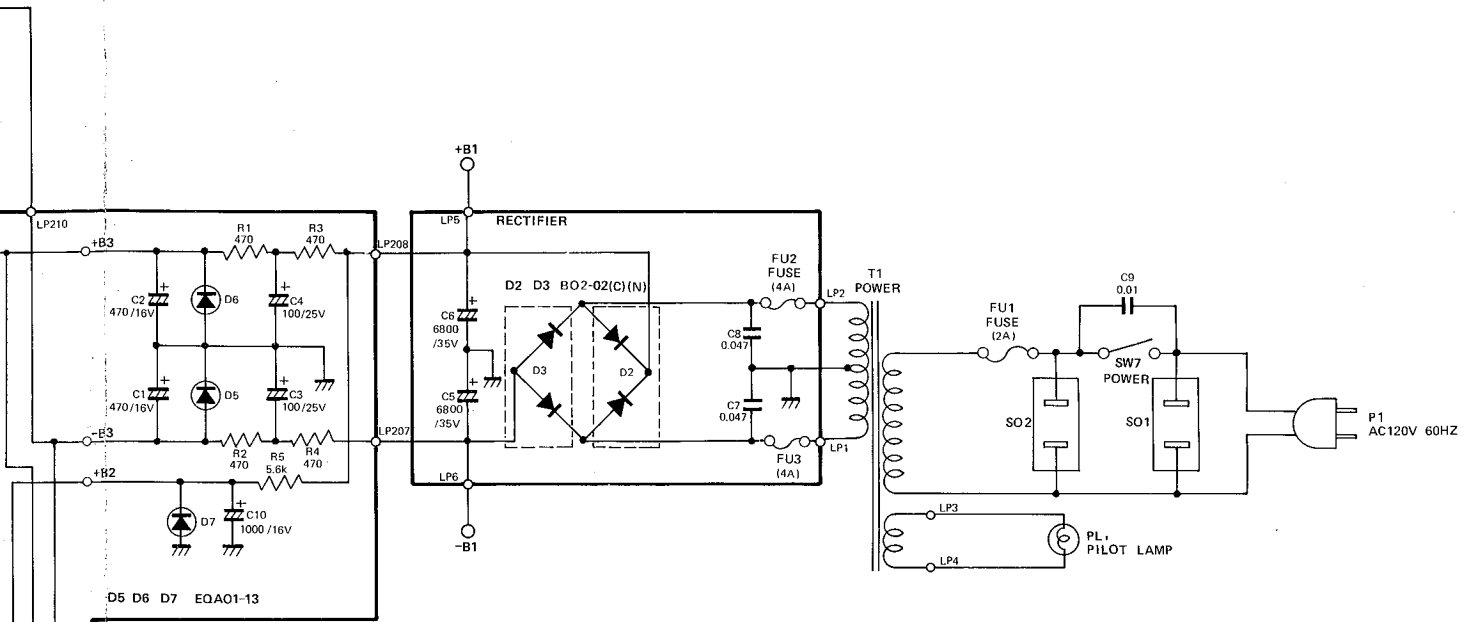 +B1
LP5
RECTIFIER
LP210
+B3
R1
470
R3
470
LP208
C2
470/16V
D6
C4
100/25V
C1
470/16V
D5
C3
100/25V
-B3
R2
470
R5
5.6k
R4
470
LP207
+B2
D7
C10
1000/16V
D5 D6 D7 EQA01-13
D2 D3 BO2-02(C)(N)
C6
6800
/35V
C5
6800
/35V
D3
D2
LP6
-B1
FU2
FUSE
(4A)
LP2
C8
0.047
C7
0.047
FU3
(4A)
LP1
T1
POWER
FU1
FUSE
(2A)
C9
0.01
SW7
POWER
SO2
SO1
P1
AC120V 60HZ
LP3
LP4
PL1
PILOT LAMP